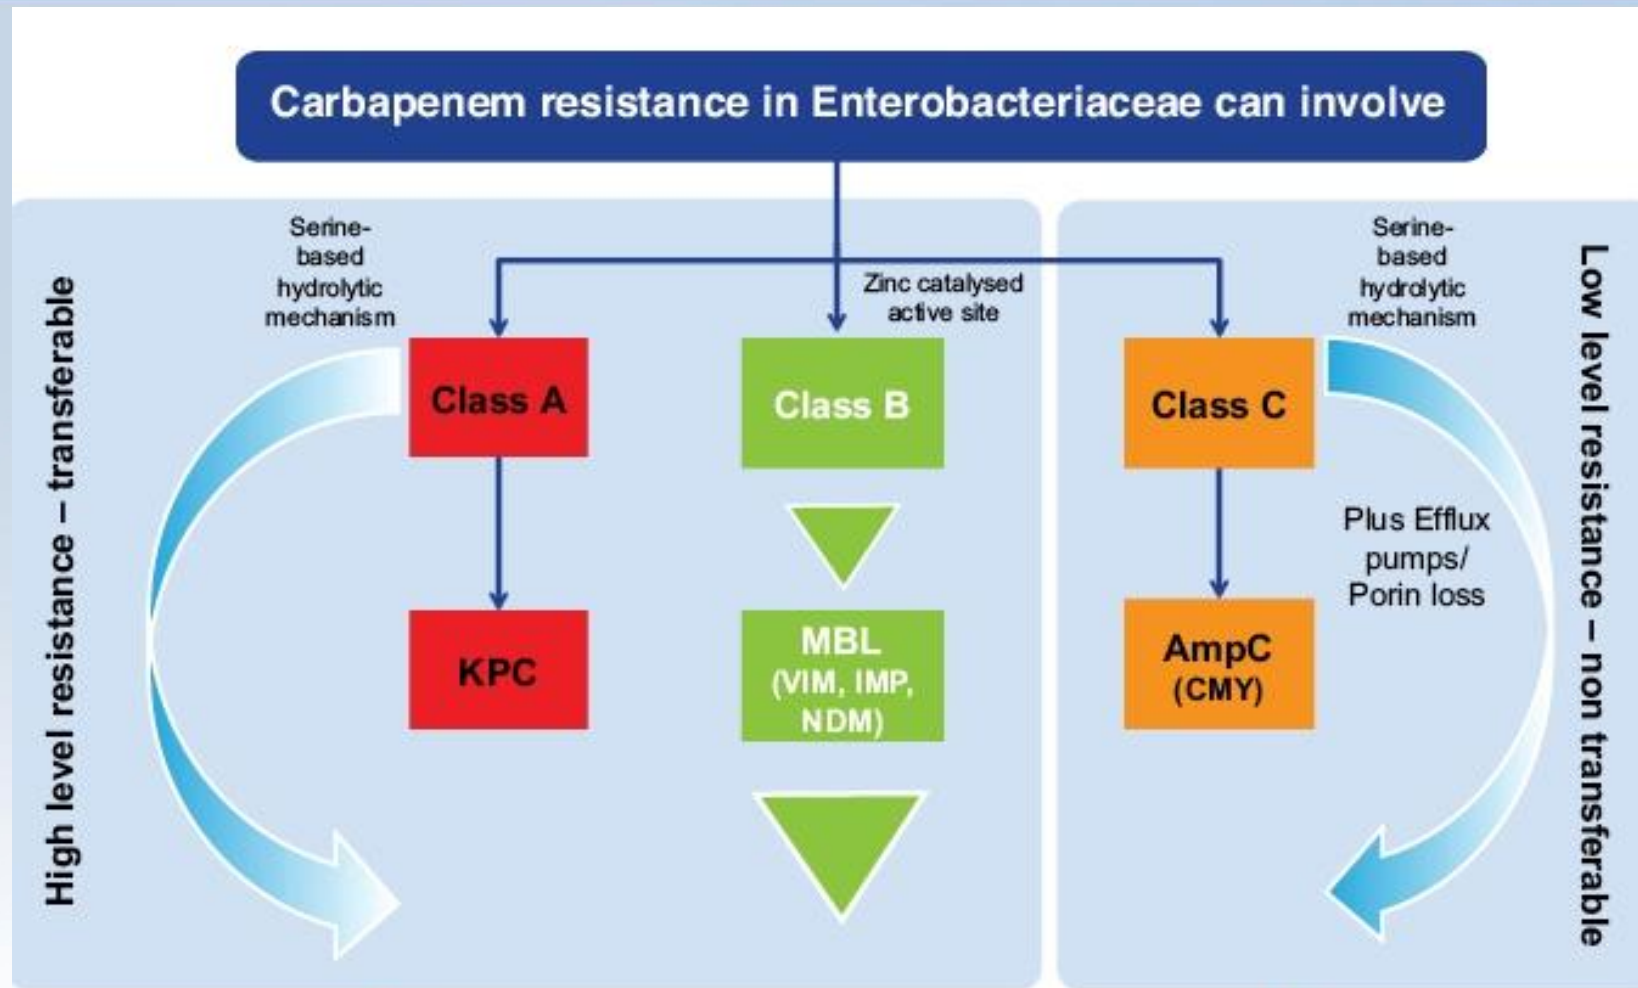 Carbapenem resistance in Enterobacteriaceae can involve
High level resistance – transferable
Serine-
based
hydrolytic
mechanism
Class A
KPC
Zinc catalysed
active site
Class B
MBL
(VIM, IMP,
NDM)
Serine-
based
hydrolytic
mechanism
Class C
Plus Efflux
pumps/
Porin loss
AmpC
(CMY)
Low level resistance – non transferable